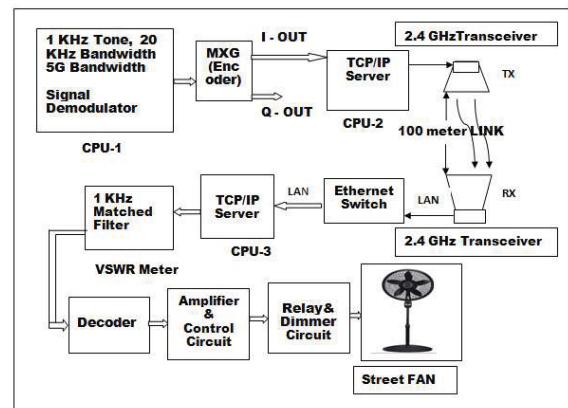 1 KHz Tone, 20
KHz Bandwidth
5G Bandwidth
Signal
Demodulator
CPU-1
MXG
(Enc
oder)
I - OUT
Q - OUT
TCP/IP
Server
CPU-2
2.4 GHzTransceiver
TX
100 meter LINK
RX
2.4 GHz Transceiver
LAN
Ethernet
Switch
LAN
TCP/IP
Server
CPU-3
1 KHz
Matched
Filter
VSWR Meter
Decoder
Amplifier
&
Control
Circuit
Relay&
Dimmer
Circuit
Street FAN